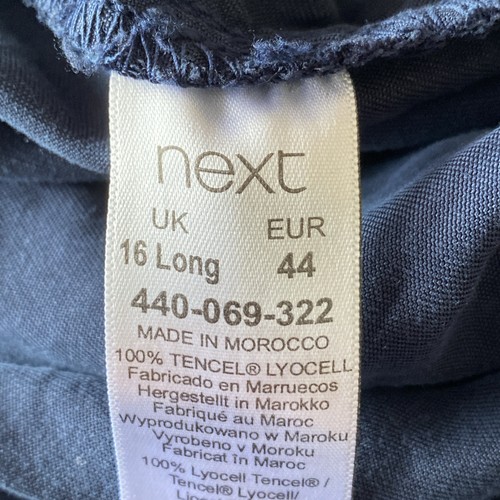 next
UK EUR
16 Long 44
440-069-322
MADE IN MOROCCO
100% TENCEL® LYOCELL
Fabricado en Marruecos
Hergestellt in Marokko
Fabriqué au Maroc
Wyprodukowano w Maroku
Vyrobeno v Moroku
Fabricat în Maroc
100% Lyocell Tencel® /
Tencel® Lyocell/